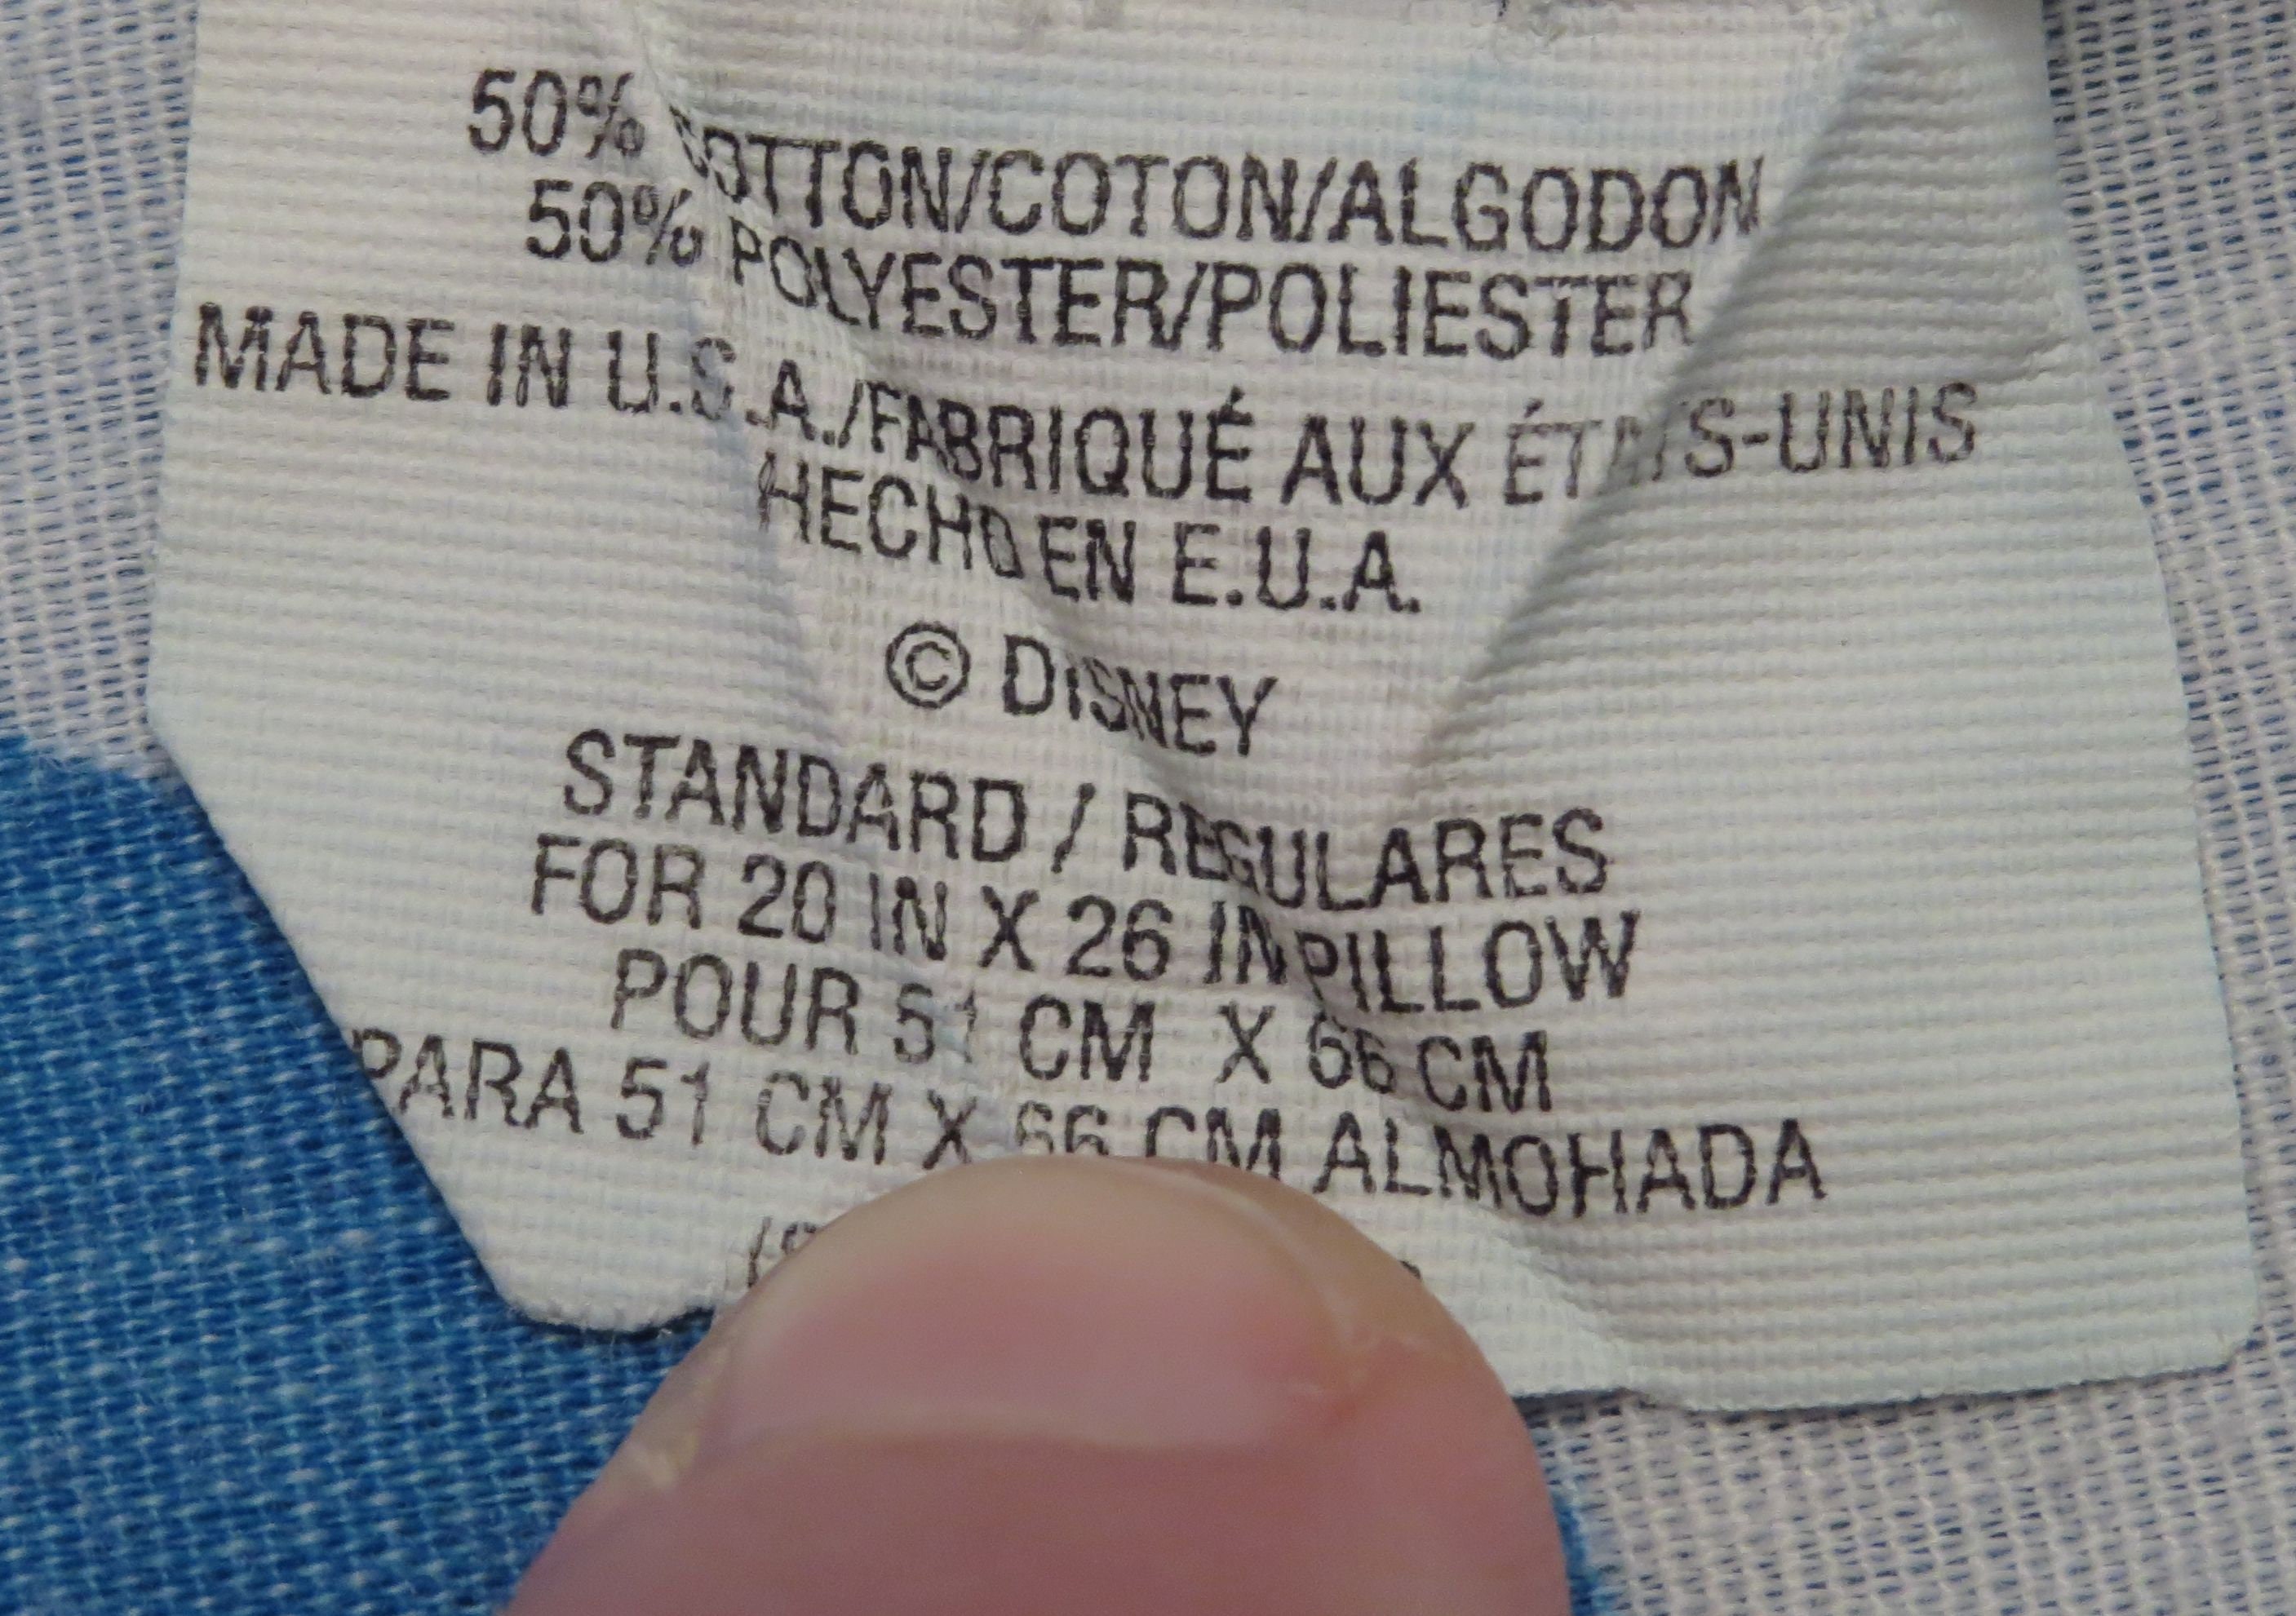 50% COTTON/COTON/ALGODON
50% POLYESTER/POLIESTER
MADE IN U.S.A./FABRIQUÉ AUX ÉTATS-UNIS
HECHO EN E.U.A.
© DISNEY
STANDARD / REGULARES
FOR 20 IN X 26 IN PILLOW
POUR 51 CM X 66 CM
PARA 51 CM X 66 CM ALMOHADA